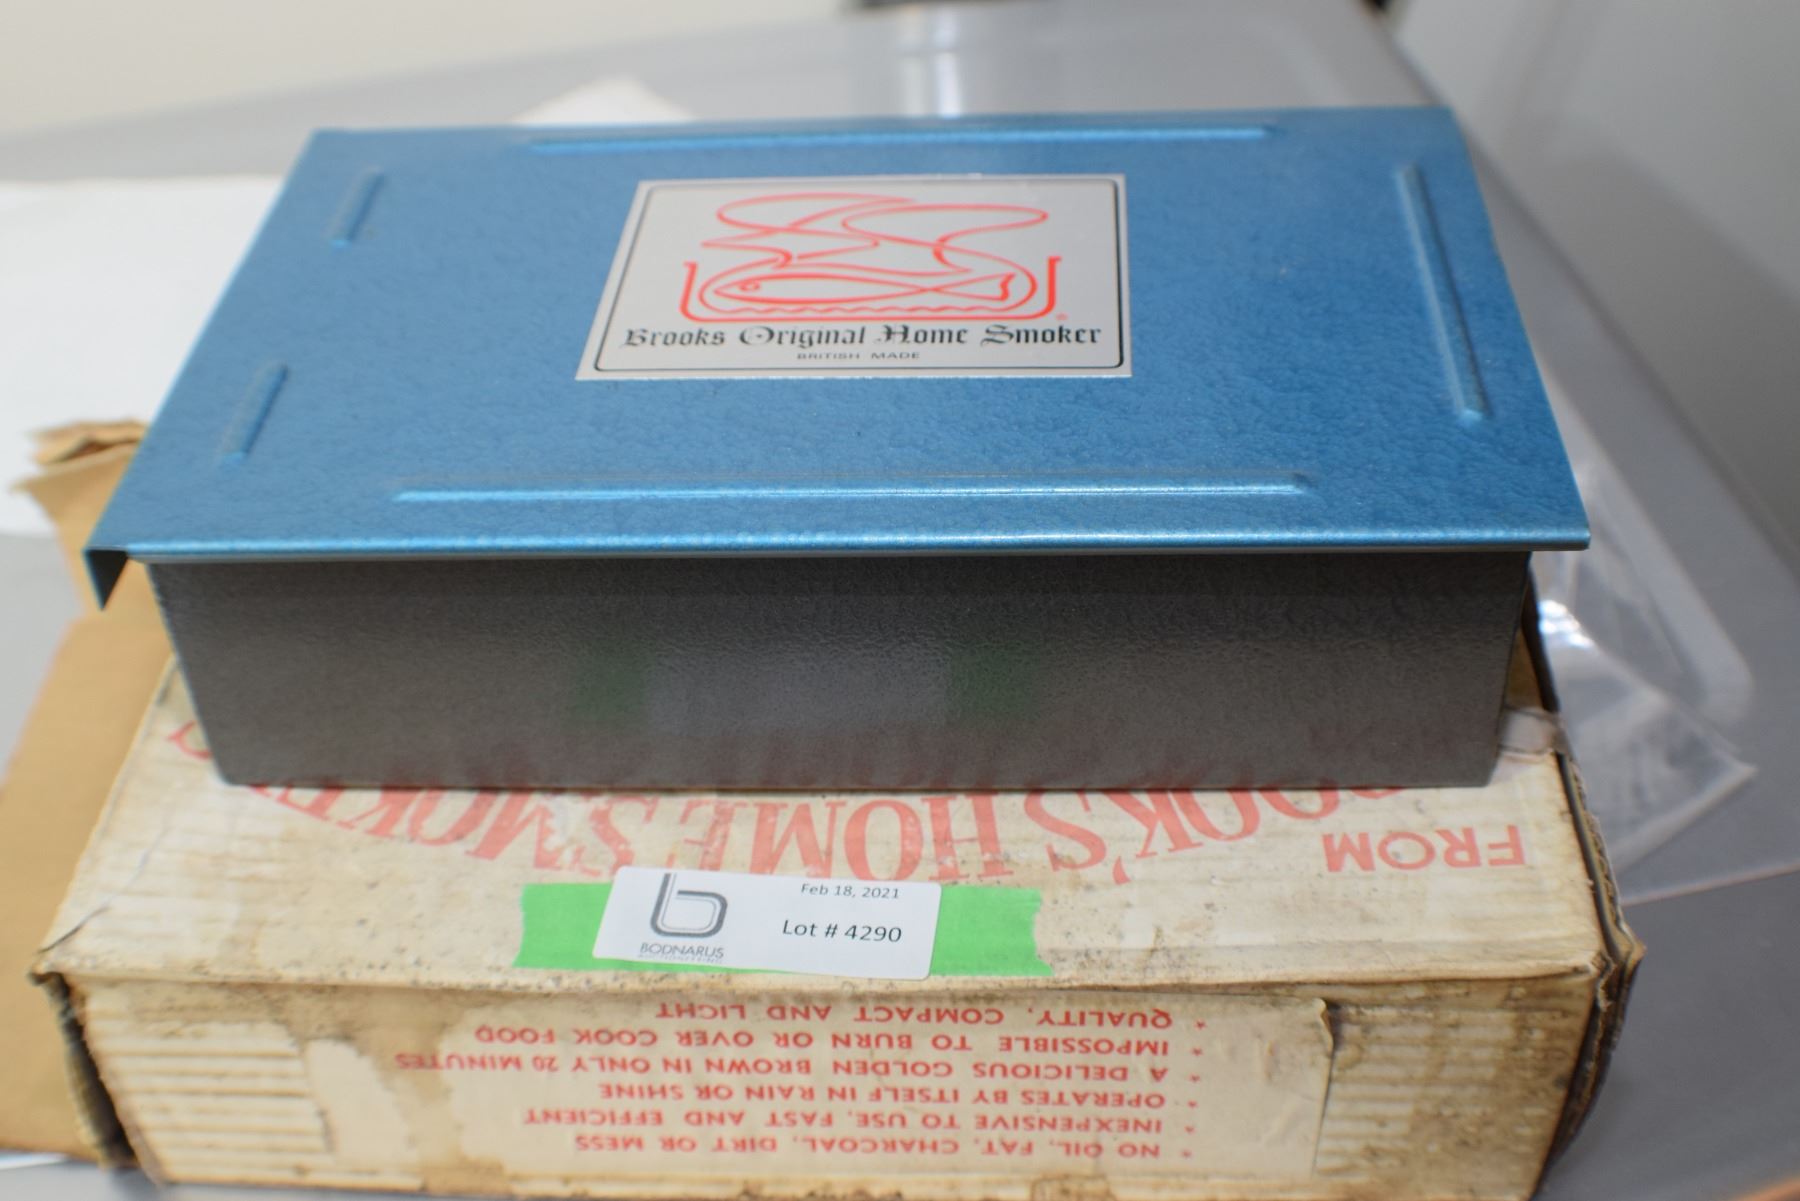 Brooks Original Home Smoker
BRITISH MADE
®
FROM
HOME SMOKE
Feb 18, 2021
Lot # 4290
b
BODNARUS
AUCTIONEERING
* NO OIL, FAT, CHARCOAL, DIRT OR MESS
* INEXPENSIVE TO USE, FAST AND EFFICIENT
* OPERATES BY ITSELF IN RAIN OR SHINE
* A DELICIOUS GOLDEN BROWN IN ONLY 20 MINUTES
* IMPOSSIBLE TO BURN OR OVER COOK FOOD
* QUALITY, COMPACT AND LIGHT